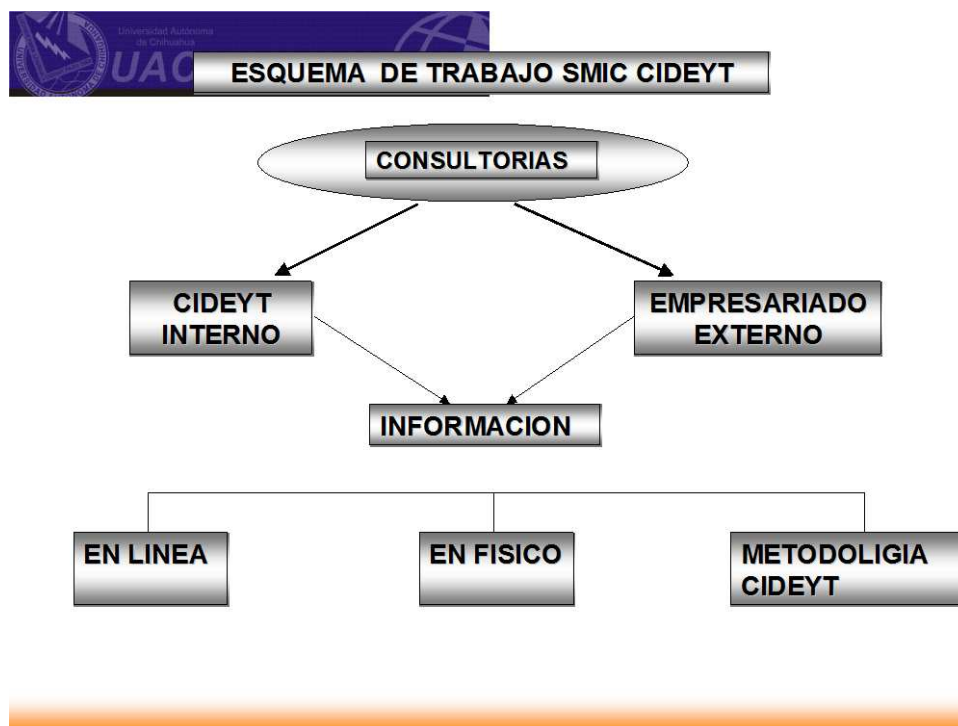 Universidad Autónoma
de Chihuahua
UAC
ESQUEMA DE TRABAJO SMIC CIDEYT
CONSULTORIAS
CIDEYT
INTERNO
EMPRESARIADO
EXTERNO
INFORMACION
EN LINEA
EN FISICO
METODOLIGIA
CIDEYT